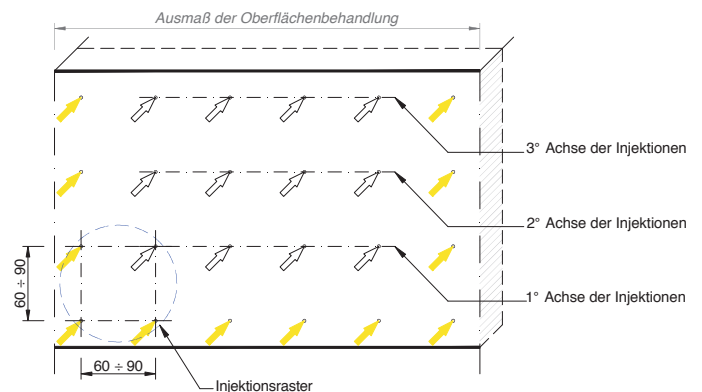 Ausmaß der Oberflächenbehandlung
3° Achse der Injektionen
2° Achse der Injektionen
60 ÷ 90
1° Achse der Injektionen
60 ÷ 90
Injektionsraster